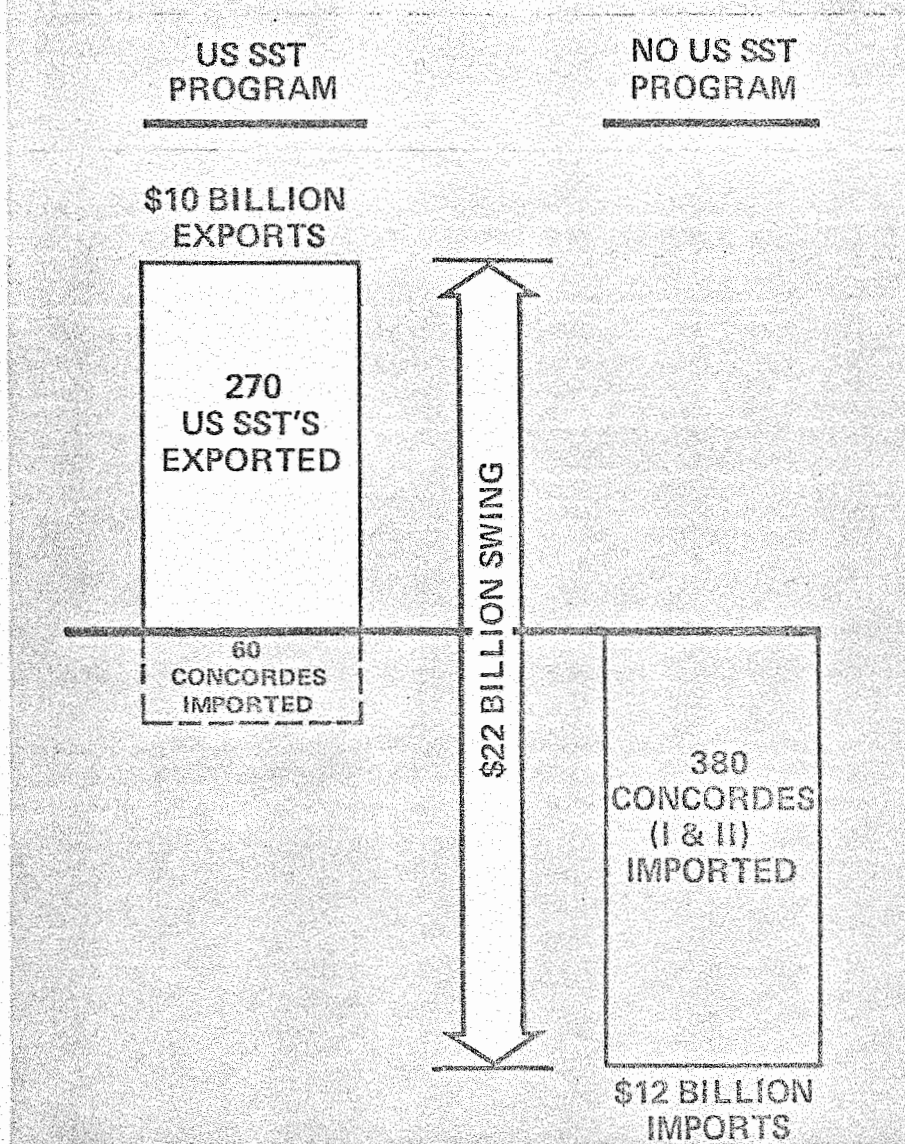 US SST
PROGRAM
NO US SST
PROGRAM
$10 BILLION
EXPORTS
270
US SST'S
EXPORTED
$22 BILLION SWING
60
CONCORDES
IMPORTED
380
CONCORDES
(I & II)
IMPORTED
$12 BILLION
IMPORTS